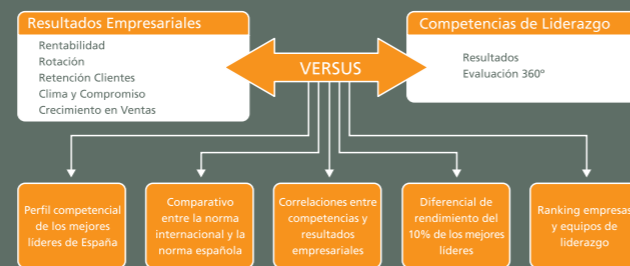 Resultados Empresariales
Rentabilidad
Rotación
Retención Clientes
Clima y Compromiso
Crecimiento en Ventas
VERSUS
Competencias de Liderazgo
Resultados
Evaluación 360º
Perfil competencial
de los mejores
líderes de España
Comparativo
entre la norma
internacional y la
norma española
Correlaciones entre
competencias y
resultados
empresariales
Diferencial de
rendimiento del
10% de los mejores
líderes
Ranking empresas
y equipos de
liderazgo